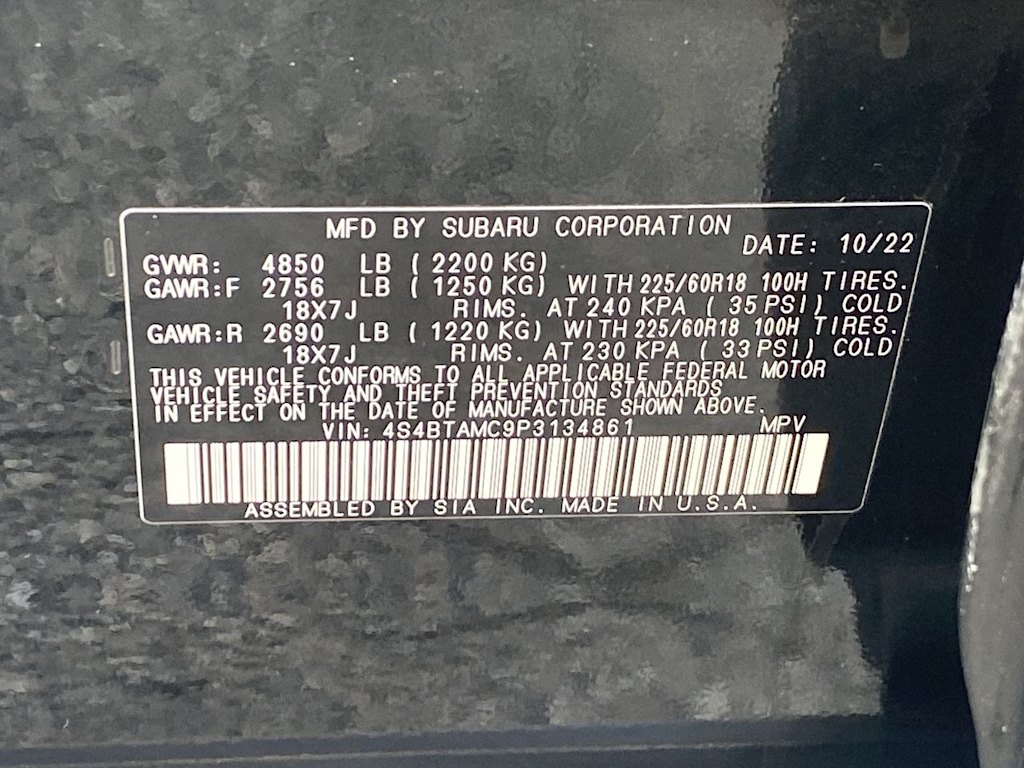 MFD BY SUBARU CORPORATION
DATE: 10/22
GVWR: 4850 LB ( 2200 KG)
GAWR:F 2756 LB ( 1250 KG) WITH 225/60R18 100H TIRES.
18X7J RIMS. AT 240 KPA ( 35 PSI) COLD
GAWR:R 2690 LB ( 1220 KG) WITH 225/60R18 100H TIRES.
18X7J RIMS. AT 230 KPA ( 33 PSI) COLD
THIS VEHICLE CONFORMS TO ALL APPLICABLE FEDERAL MOTOR
VEHICLE SAFETY AND THEFT PREVENTION STANDARDS
IN EFFECT ON THE DATE OF MANUFACTURE SHOWN ABOVE.
VIN: 4S4BTAMC9P3134861 MPV
ASSEMBLED BY SIA INC. MADE IN U.S.A.